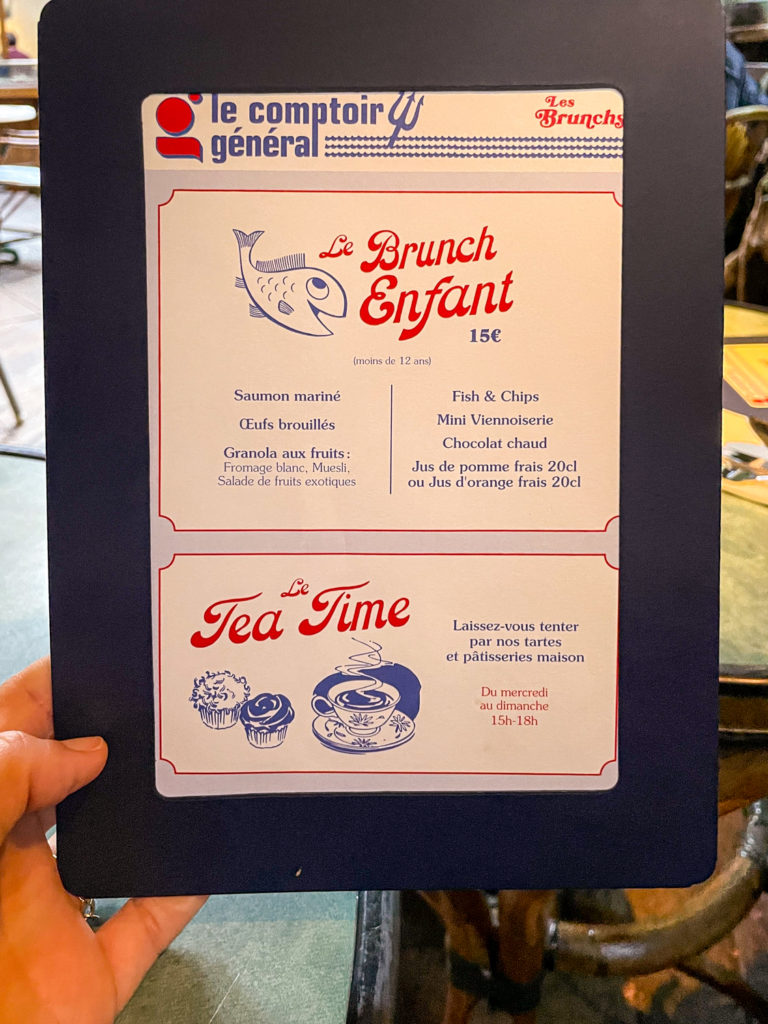 le comptoir
général
Les
Brunchs
Le Brunch
Enfant
15€
(moins de 12 ans)
Saumon mariné
Œufs brouillés
Granola aux fruits :
Fromage blanc, Muesli,
Salade de fruits exotiques
Fish & Chips
Mini Viennoiserie
Chocolat chaud
Jus de pomme frais 20cl
ou Jus d'orange frais 20cl
Le
Tea Time
Laissez-vous tenter
par nos tartes
et pâtisseries maison
Du mercredi
au dimanche
15h-18h